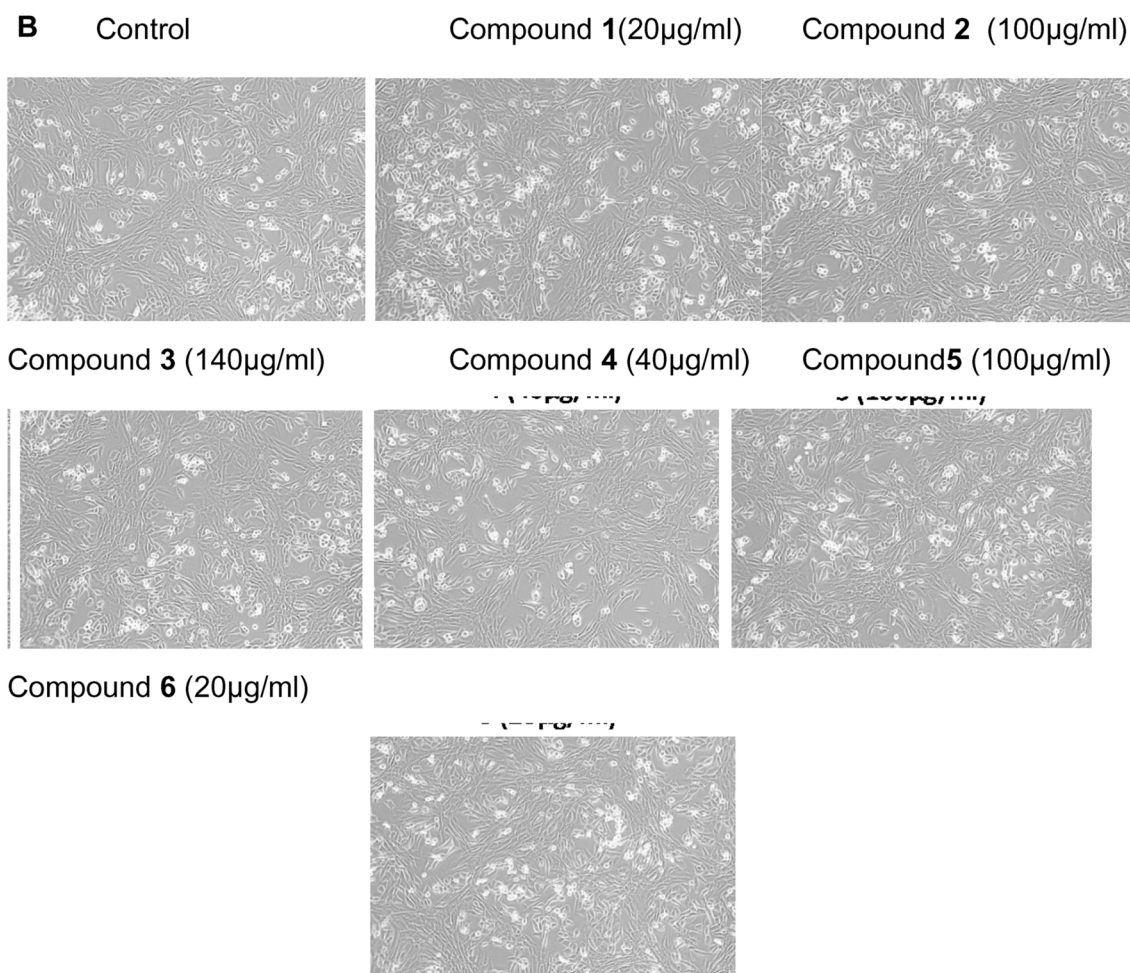 B Control Compound 1(20µg/ml) Compound 2 (100µg/ml)
Compound 3 (140µg/ml) Compound 4 (40µg/ml) Compound5 (100µg/ml)
Compound 6 (20µg/ml)